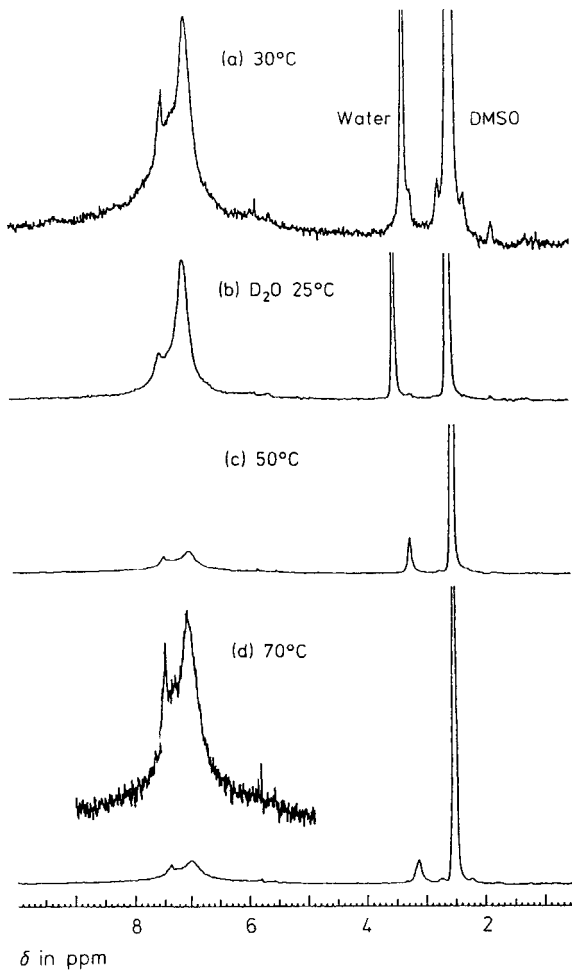 (a) 30°C
Water
DMSO
(b) D₂O 25°C
(c) 50°C
(d) 70°C
8 6 4 2
δ in ppm